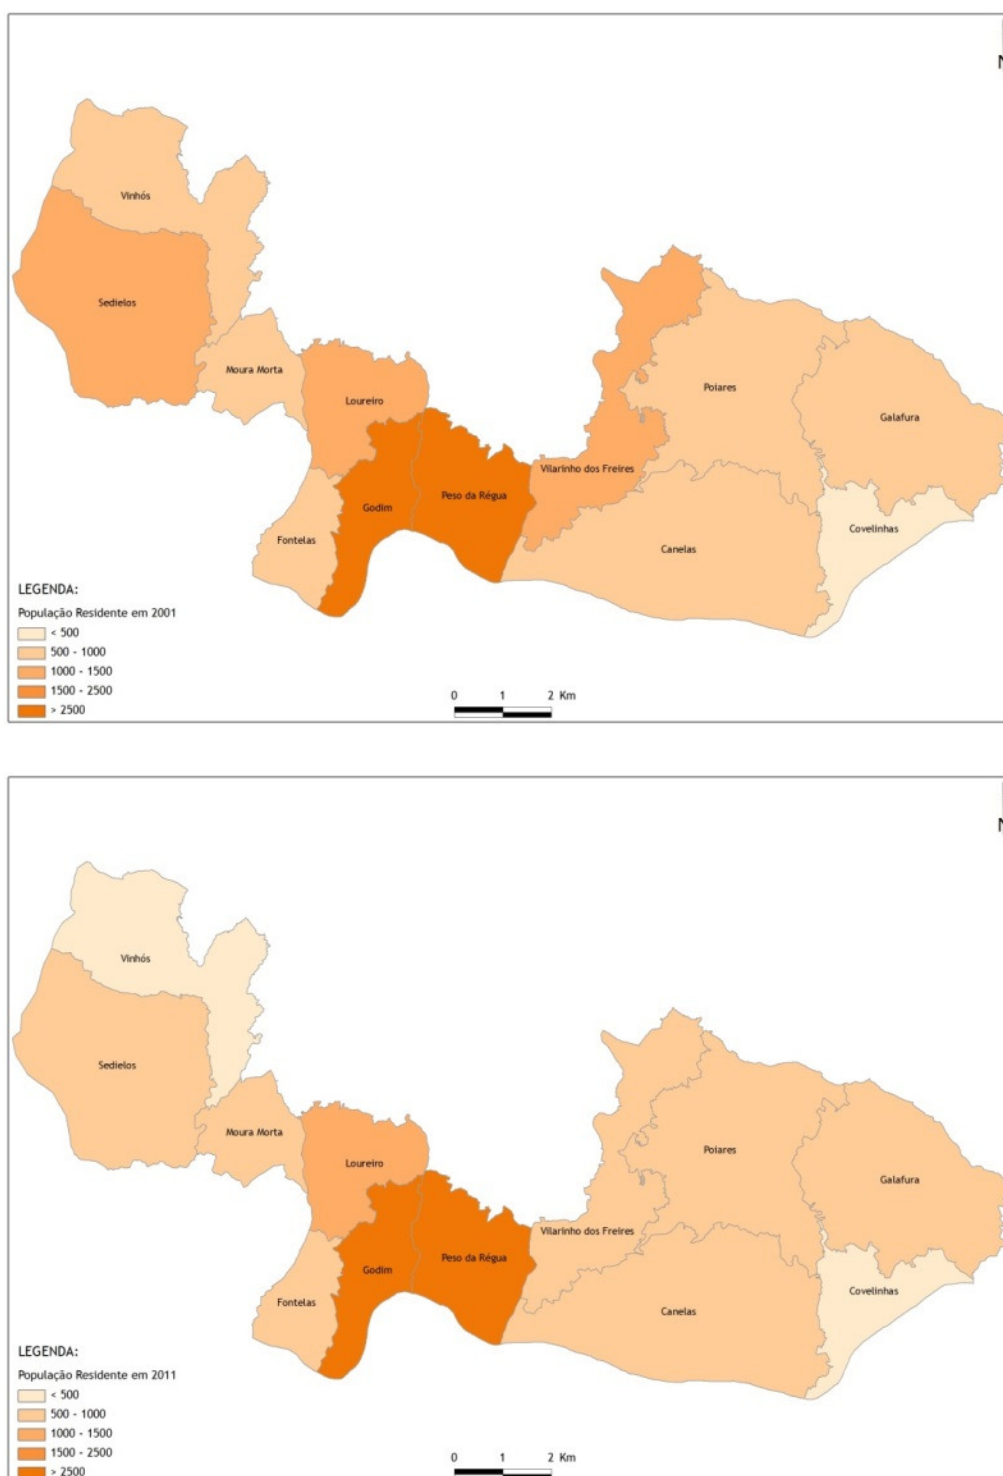 N
Vinhós
Sedielos
Moura Morta
Loureiro
Poiares
Galafura
Vilarinho dos Freires
Peso da Régua
Godim
Covelinhas
Fontelas
Canelas
LEGENDA:
População Residente em 2001
< 500
500 - 1000
1000 - 1500
1500 - 2500
> 2500
0 1 2 Km
N
Vinhós
Sedielos
Moura Morta
Loureiro
Poiares
Galafura
Vilarinho dos Freires
Peso da Régua
Godim
Covelinhas
Fontelas
Canelas
LEGENDA:
População Residente em 2011
< 500
500 - 1000
1000 - 1500
1500 - 2500
> 2500
0 1 2 Km